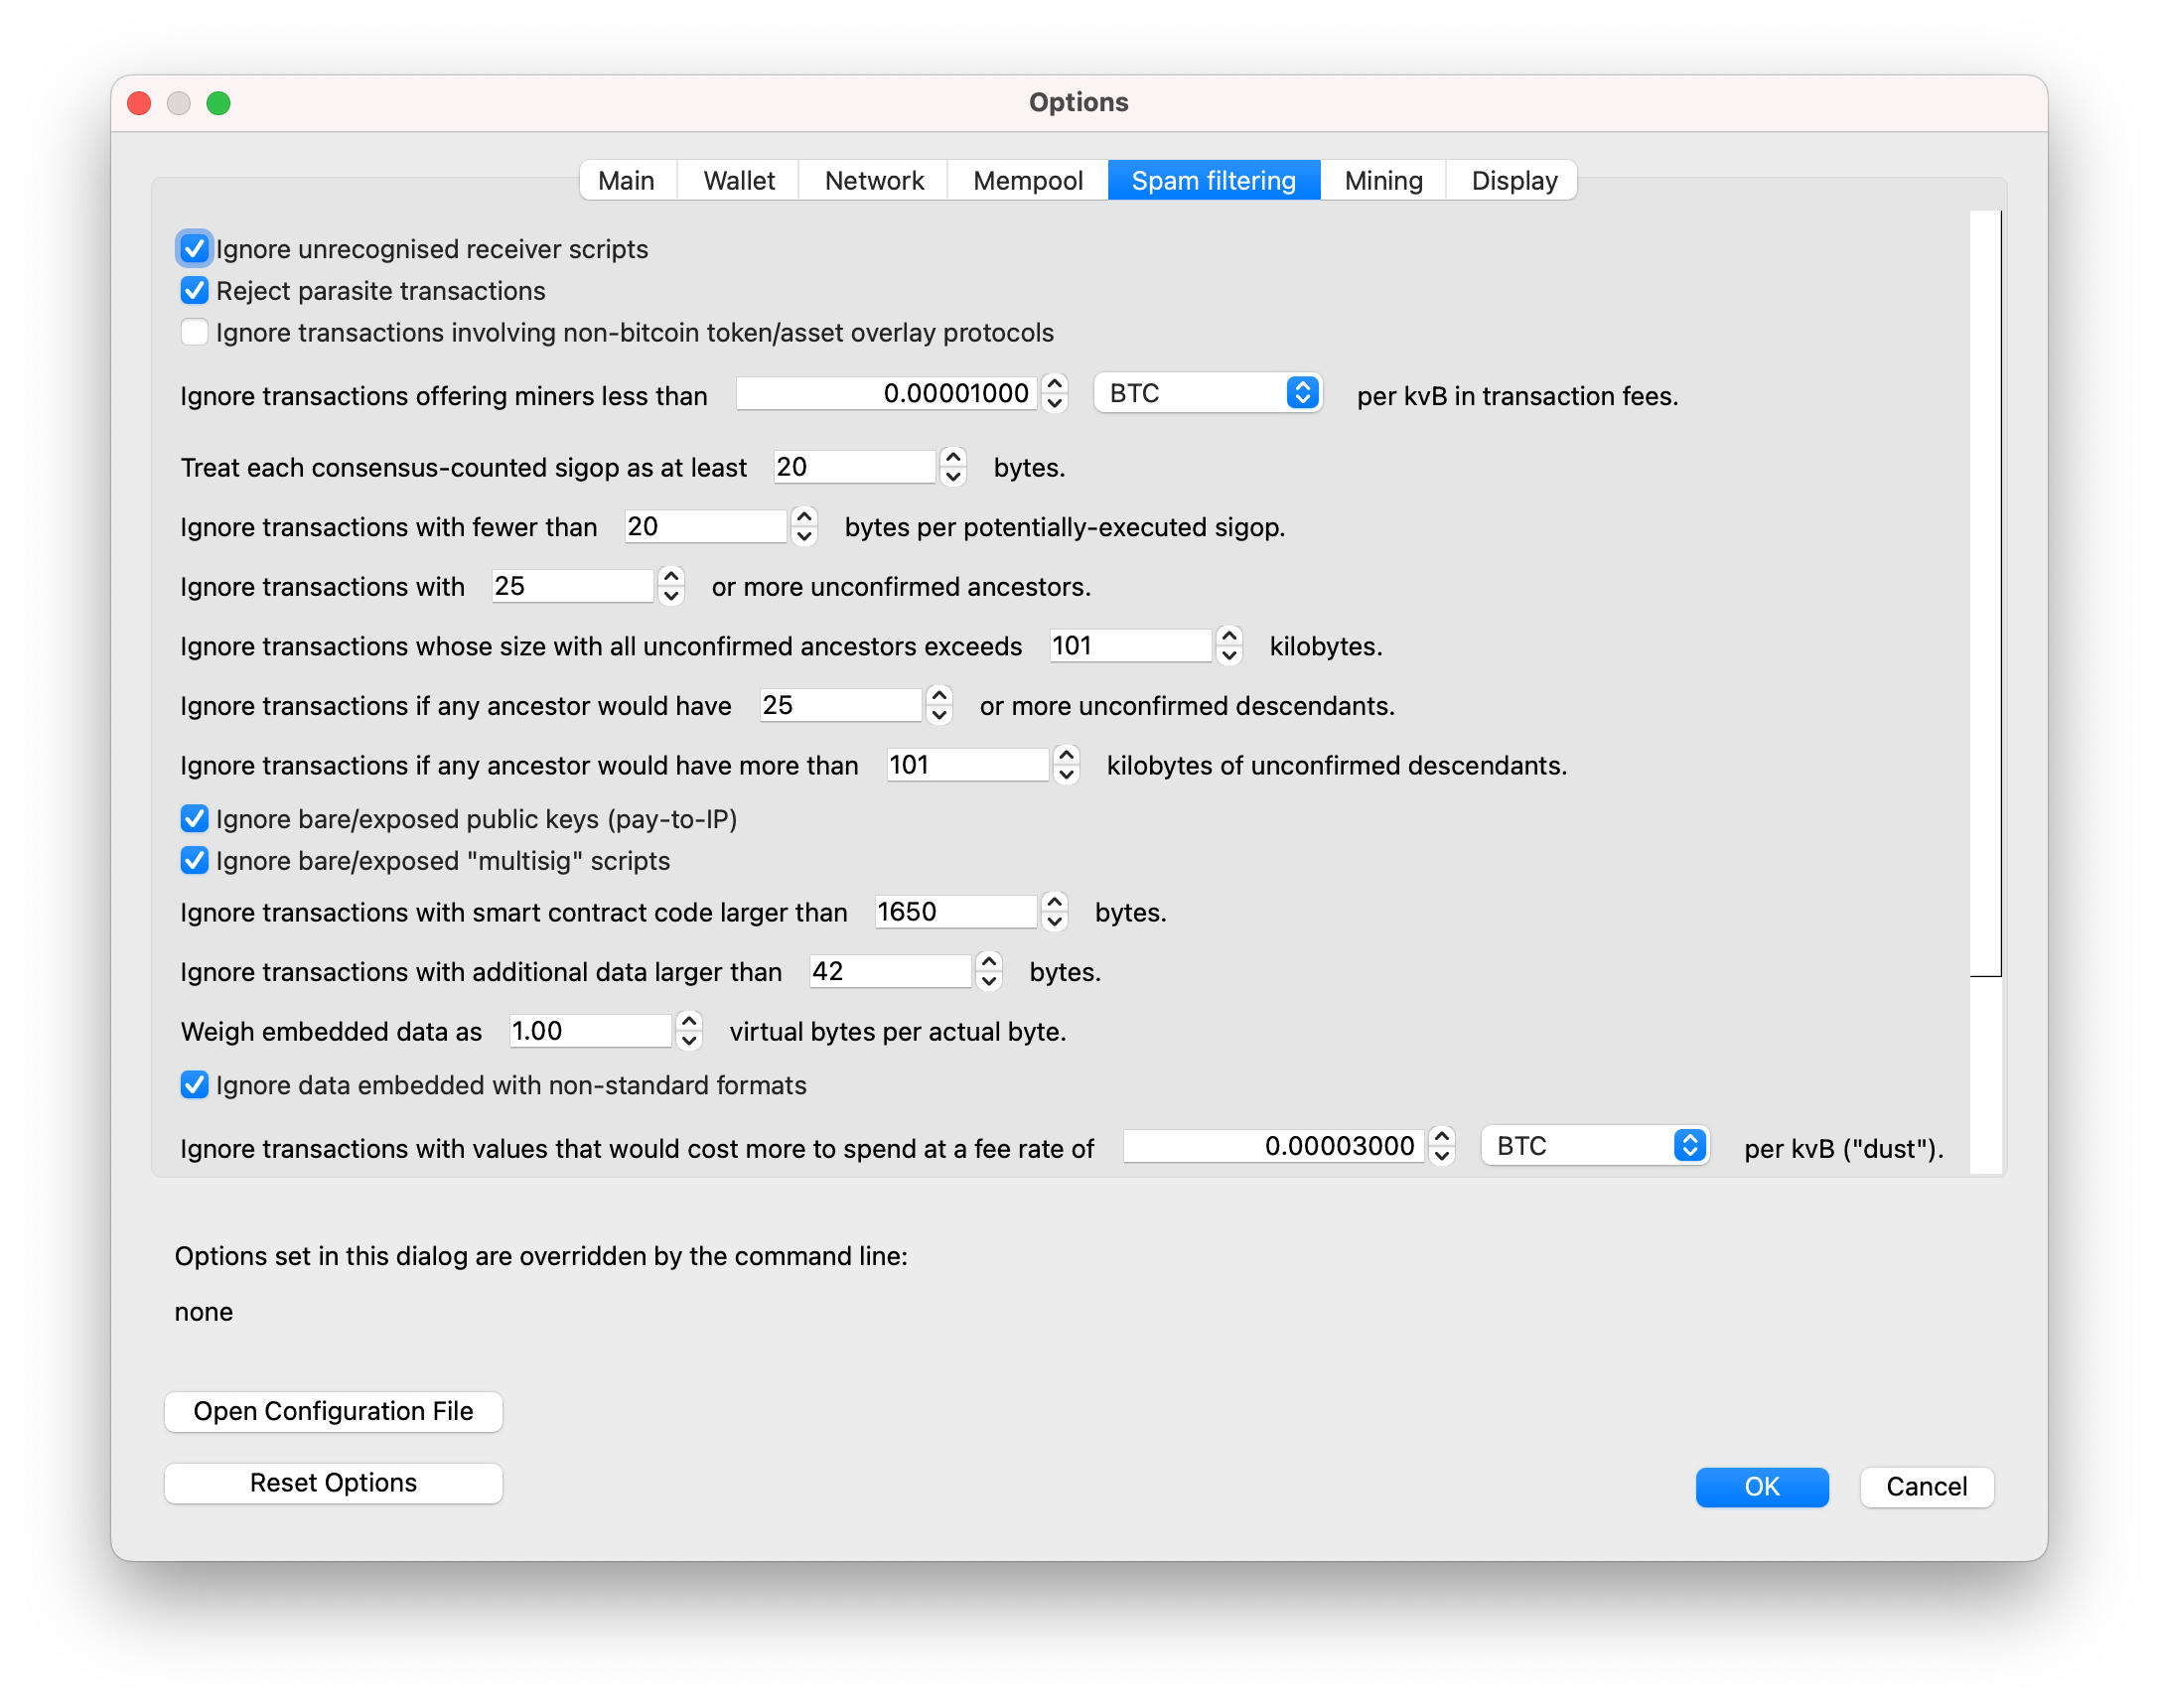 Options
Main Wallet Network Mempool Spam filtering Mining Display
Ignore unrecognised receiver scripts
Reject parasite transactions
Ignore transactions involving non-bitcoin token/asset overlay protocols
Ignore transactions offering miners less than 0.00001000 BTC per kvB in transaction fees.
Treat each consensus-counted sigop as at least 20 bytes.
Ignore transactions with fewer than 20 bytes per potentially-executed sigop.
Ignore transactions with 25 or more unconfirmed ancestors.
Ignore transactions whose size with all unconfirmed ancestors exceeds 101 kilobytes.
Ignore transactions if any ancestor would have 25 or more unconfirmed descendants.
Ignore transactions if any ancestor would have more than 101 kilobytes of unconfirmed descendants.
Ignore bare/exposed public keys (pay-to-IP)
Ignore bare/exposed "multisig" scripts
Ignore transactions with smart contract code larger than 1650 bytes.
Ignore transactions with additional data larger than 42 bytes.
Weigh embedded data as 1.00 virtual bytes per actual byte.
Ignore data embedded with non-standard formats
Ignore transactions with values that would cost more to spend at a fee rate of 0.00003000 BTC per kvB ("dust").
Options set in this dialog are overridden by the command line:
none
Open Configuration File
Reset Options
OK Cancel